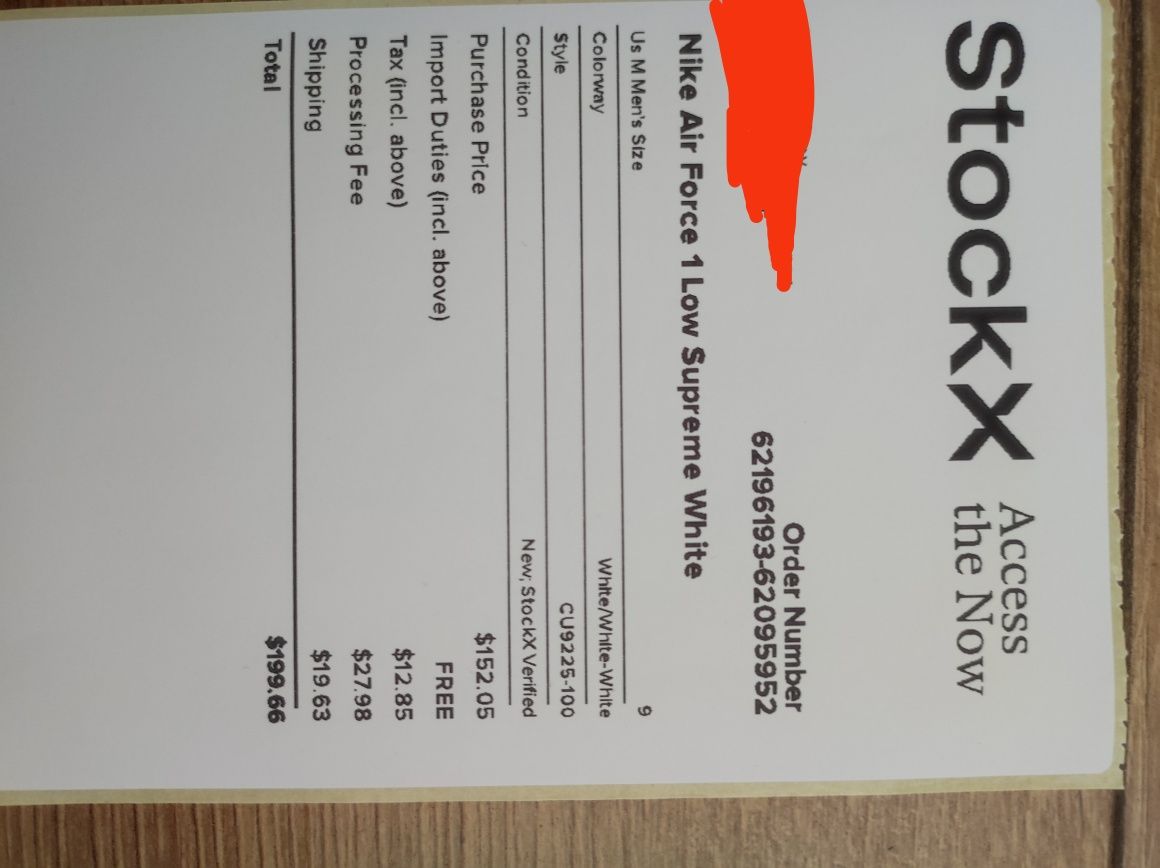 StockX Access
the Now
Order Number
62196193-62095952
Nike Air Force 1 Low Supreme White
Us M Men's Size 9
Colorway White/White-White
Style CU9225-100
Condition New; StockX Verified
Purchase Price $152.05
Import Duties (incl. above) FREE
Tax (incl. above) $12.85
Processing Fee $27.98
Shipping $19.63
Total $199.66